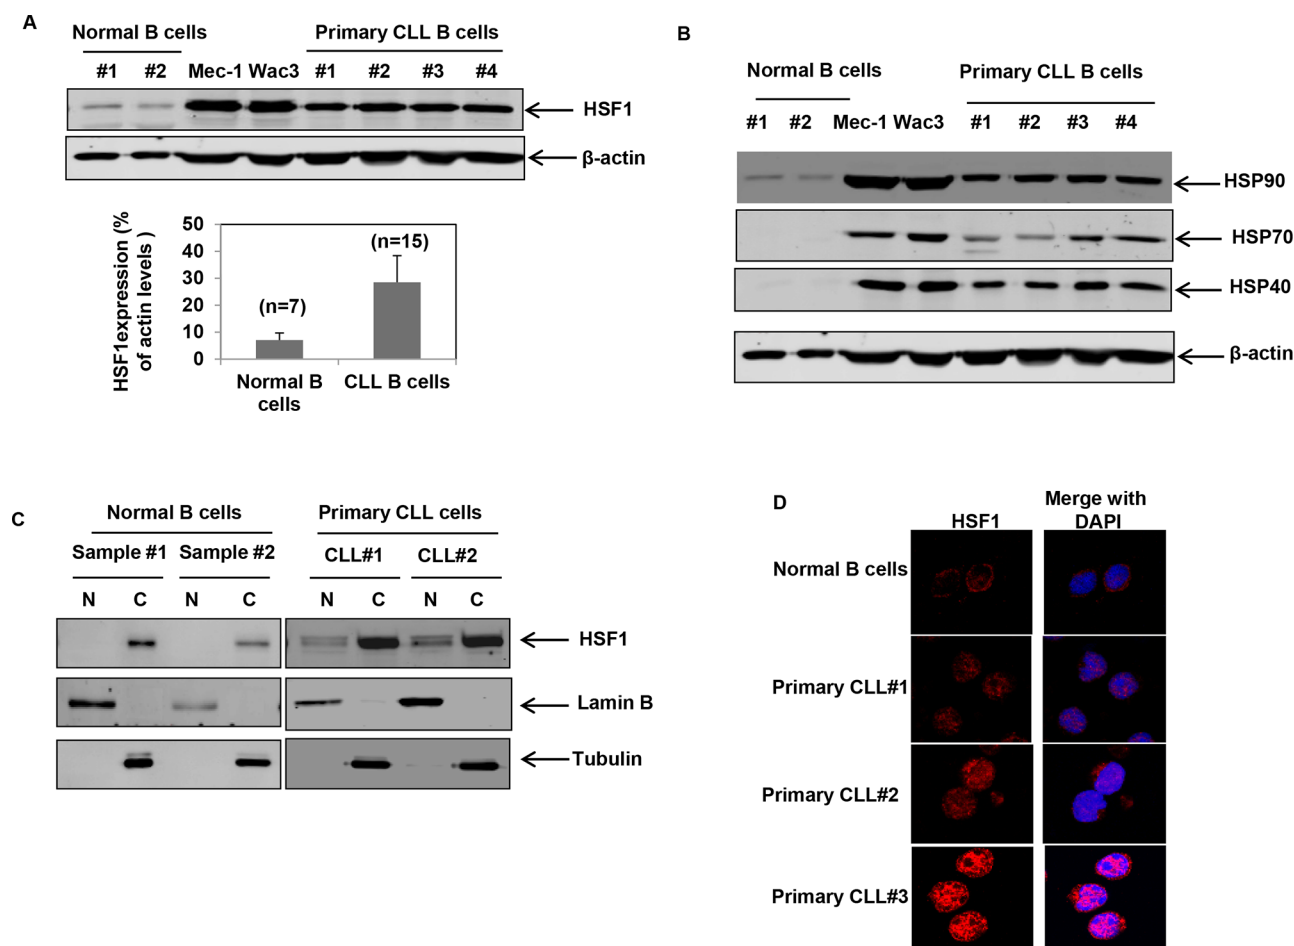 A
Normal B cells
Primary CLL B cells
#1 #2 Mec-1 Wac3 #1 #2 #3 #4
HSF1
β-actin
HSF1expression (%
of actin levels )
50
40
30
20
10
0
(n=7)
(n=15)
Normal B
cells
CLL B cells
B
Normal B cells
Primary CLL B cells
#1 #2 Mec-1 Wac3 #1 #2 #3 #4
HSP90
HSP70
HSP40
β-actin
C
Normal B cells
Primary CLL cells
Sample #1 Sample #2 CLL#1 CLL#2
N C N C N C N C
HSF1
Lamin B
Tubulin
D
HSF1
Merge with
DAPI
Normal B cells
Primary CLL#1
Primary CLL#2
Primary CLL#3